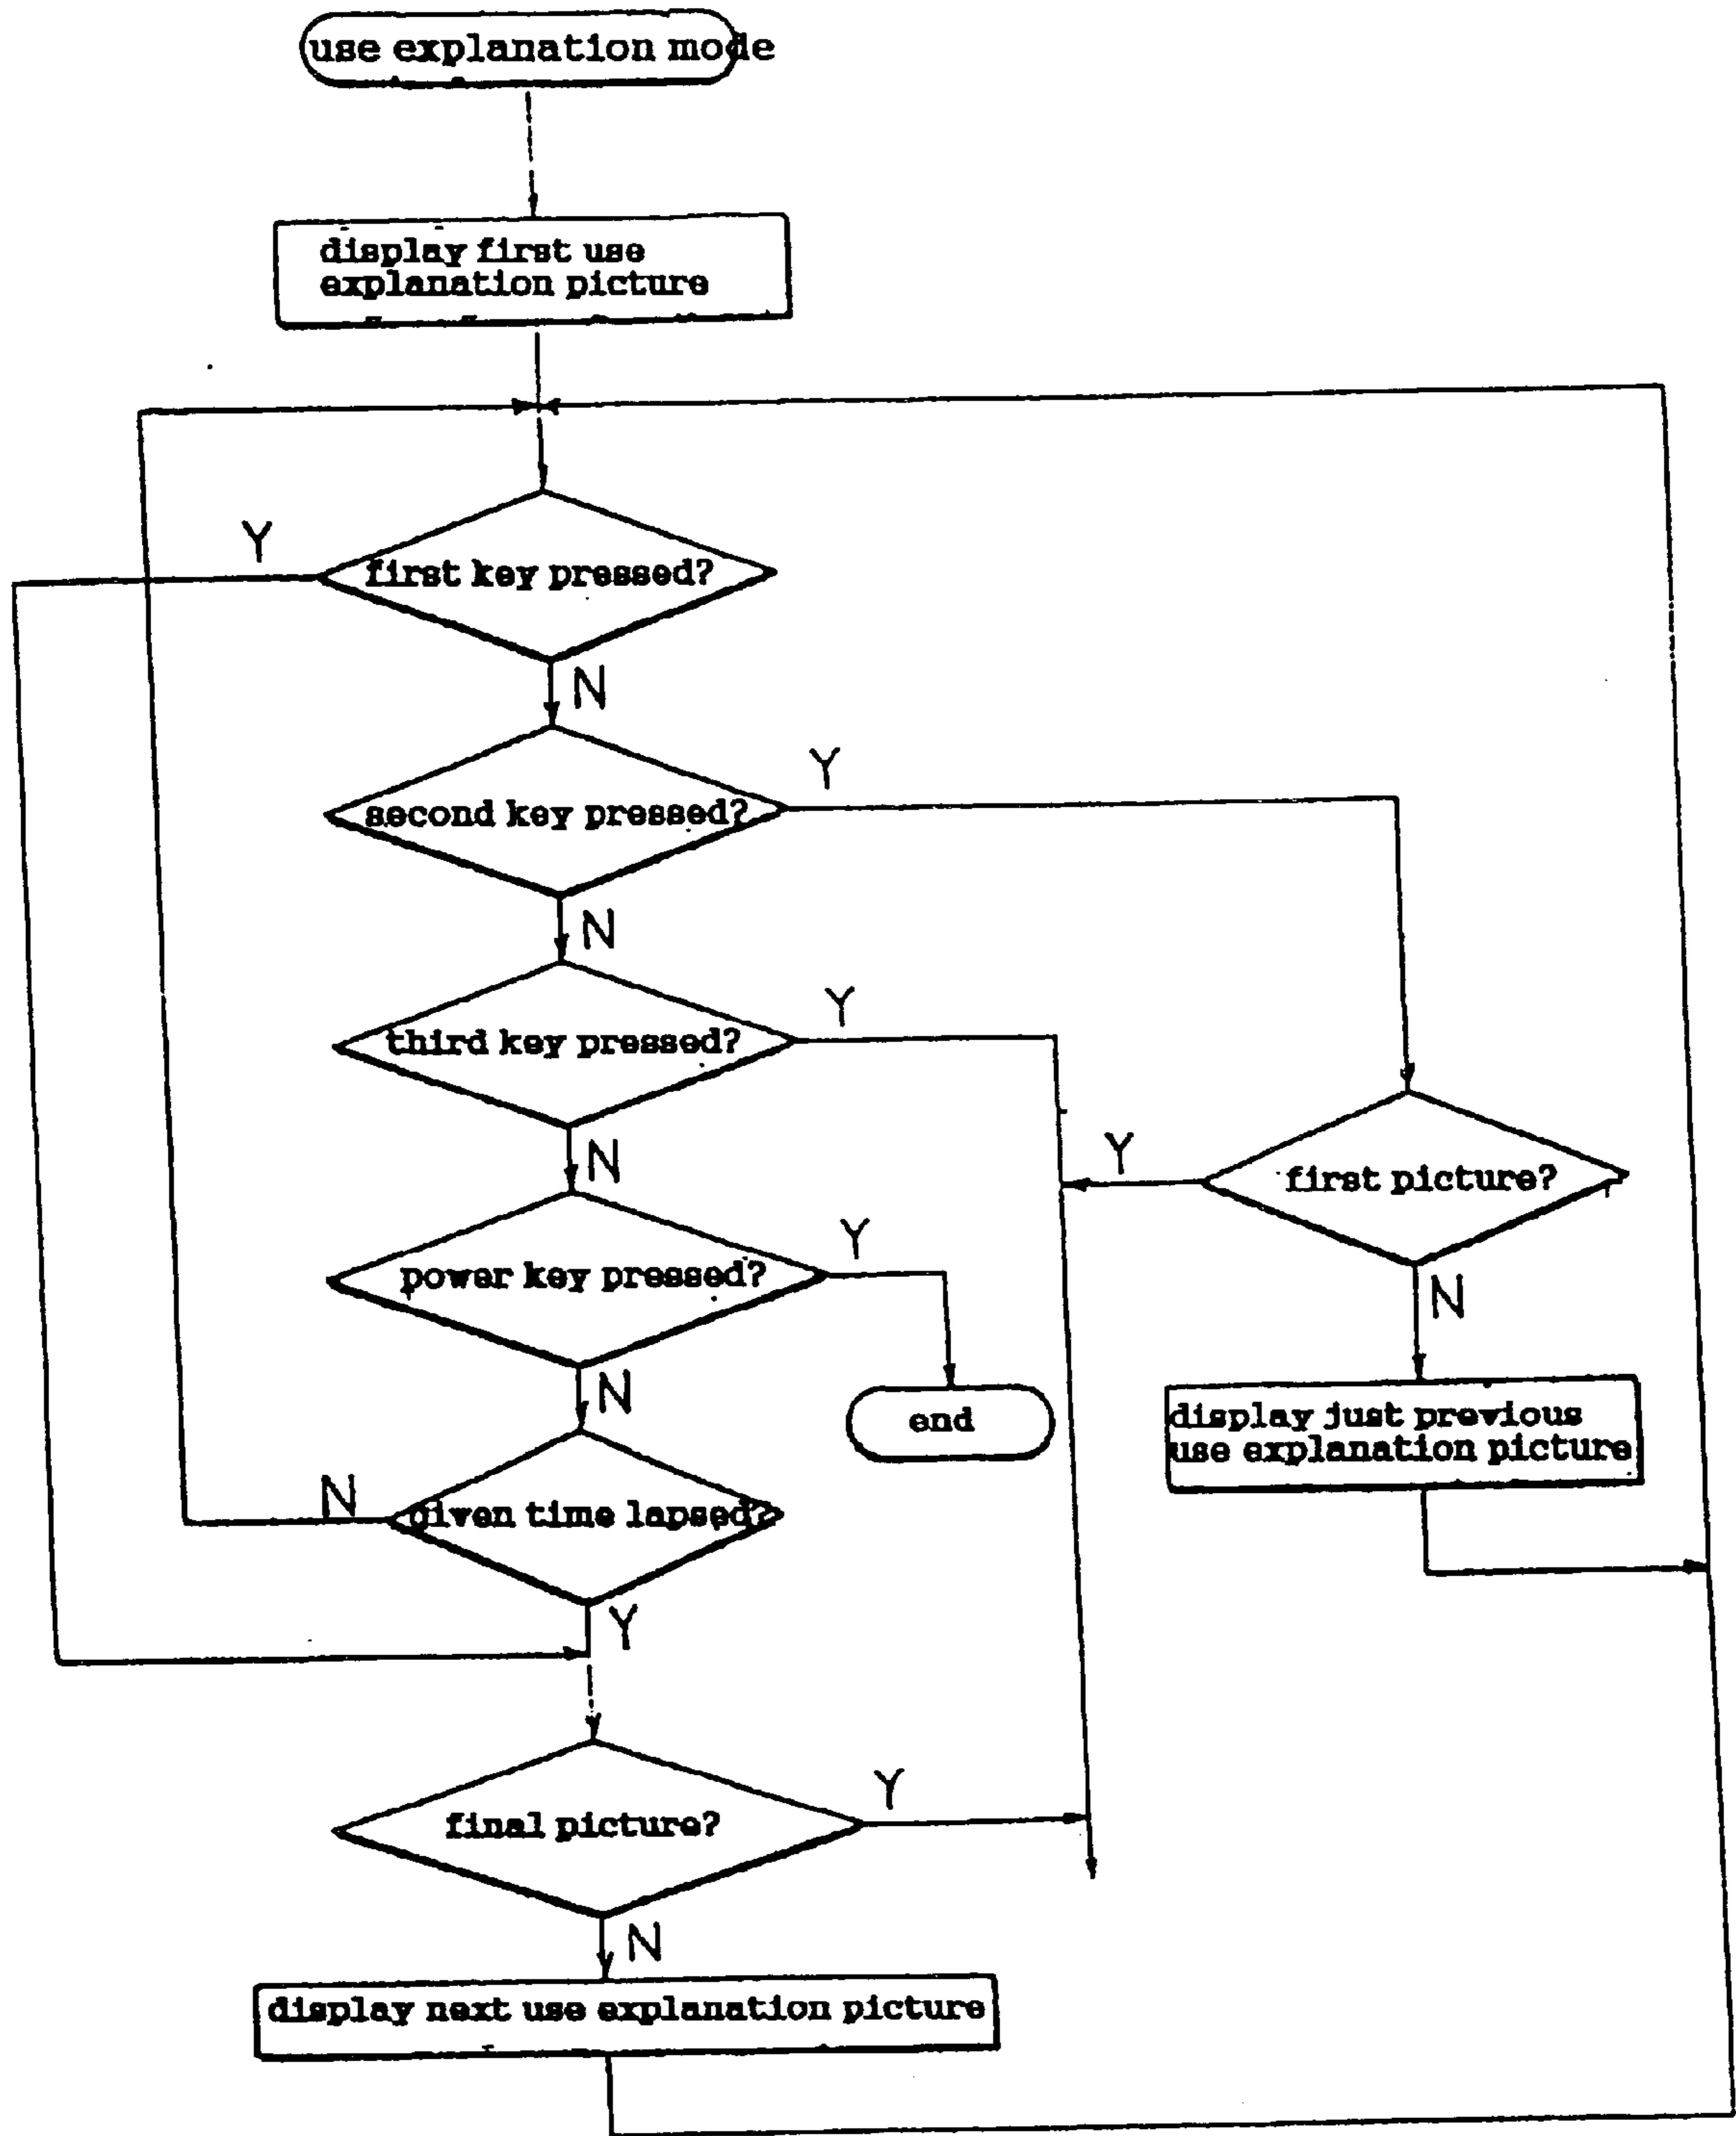 use explanation mode
display first use
explanation picture
Y
first key pressed?
N
Y
second key pressed?
N
Y
third key pressed?
N
Y
first picture?
Y
power key pressed?
N
N
end
display just previous
use explanation picture
N
given time lapsed?
Y
Y
final picture?
N
display next use explanation picture